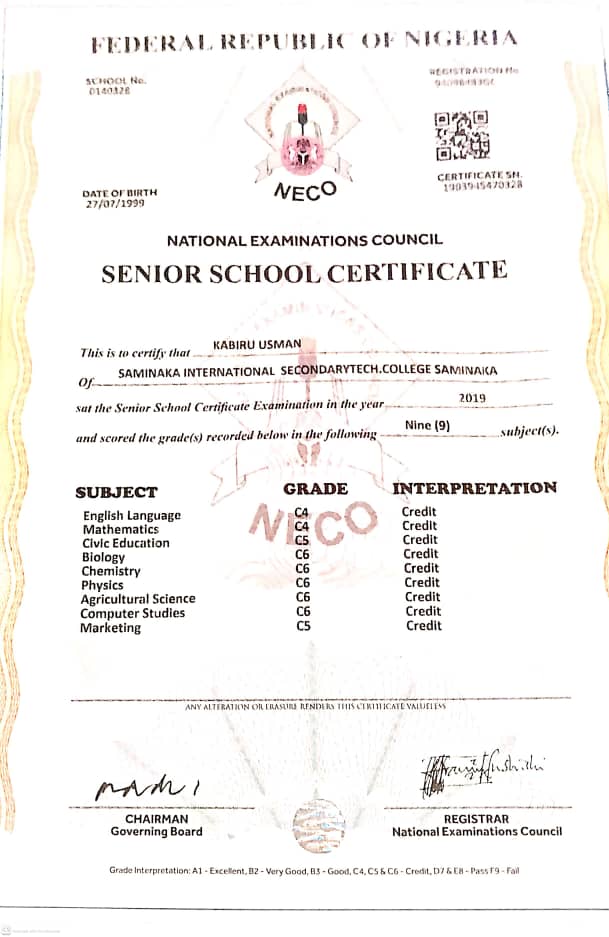 FEDERAL REPUBLIC OF NIGERIA
SCHOOL No.
0140328
REGISTRATION No
NECO
CERTIFICATE SN.
1903945470328
DATE OF BIRTH
27/07/1999
NATIONAL EXAMINATIONS COUNCIL
SENIOR SCHOOL CERTIFICATE
This is to certify that KABIRU USMAN
Of SAMINAKA INTERNATIONAL SECONDARYTECH.COLLEGE SAMINAKA
sat the Senior School Certificate Examination in the year 2019
and scored the grade(s) recorded below in the following Nine (9) subject(s).
SUBJECT GRADE INTERPRETATION
English Language C4 Credit
Mathematics C4 Credit
Civic Education C5 Credit
Biology C6 Credit
Chemistry C6 Credit
Physics C6 Credit
Agricultural Science C6 Credit
Computer Studies C6 Credit
Marketing C5 Credit
NECO
ANY ALTERATION OR ERASURE RENDERS THIS CERTIFICATE VALUELESS
CHAIRMAN
Governing Board
REGISTRAR
National Examinations Council
Grade Interpretation: A1 - Excellent, B2 - Very Good, B3 - Good, C4, C5 & C6 - Credit, D7 & E8 - Pass F9 - Fail